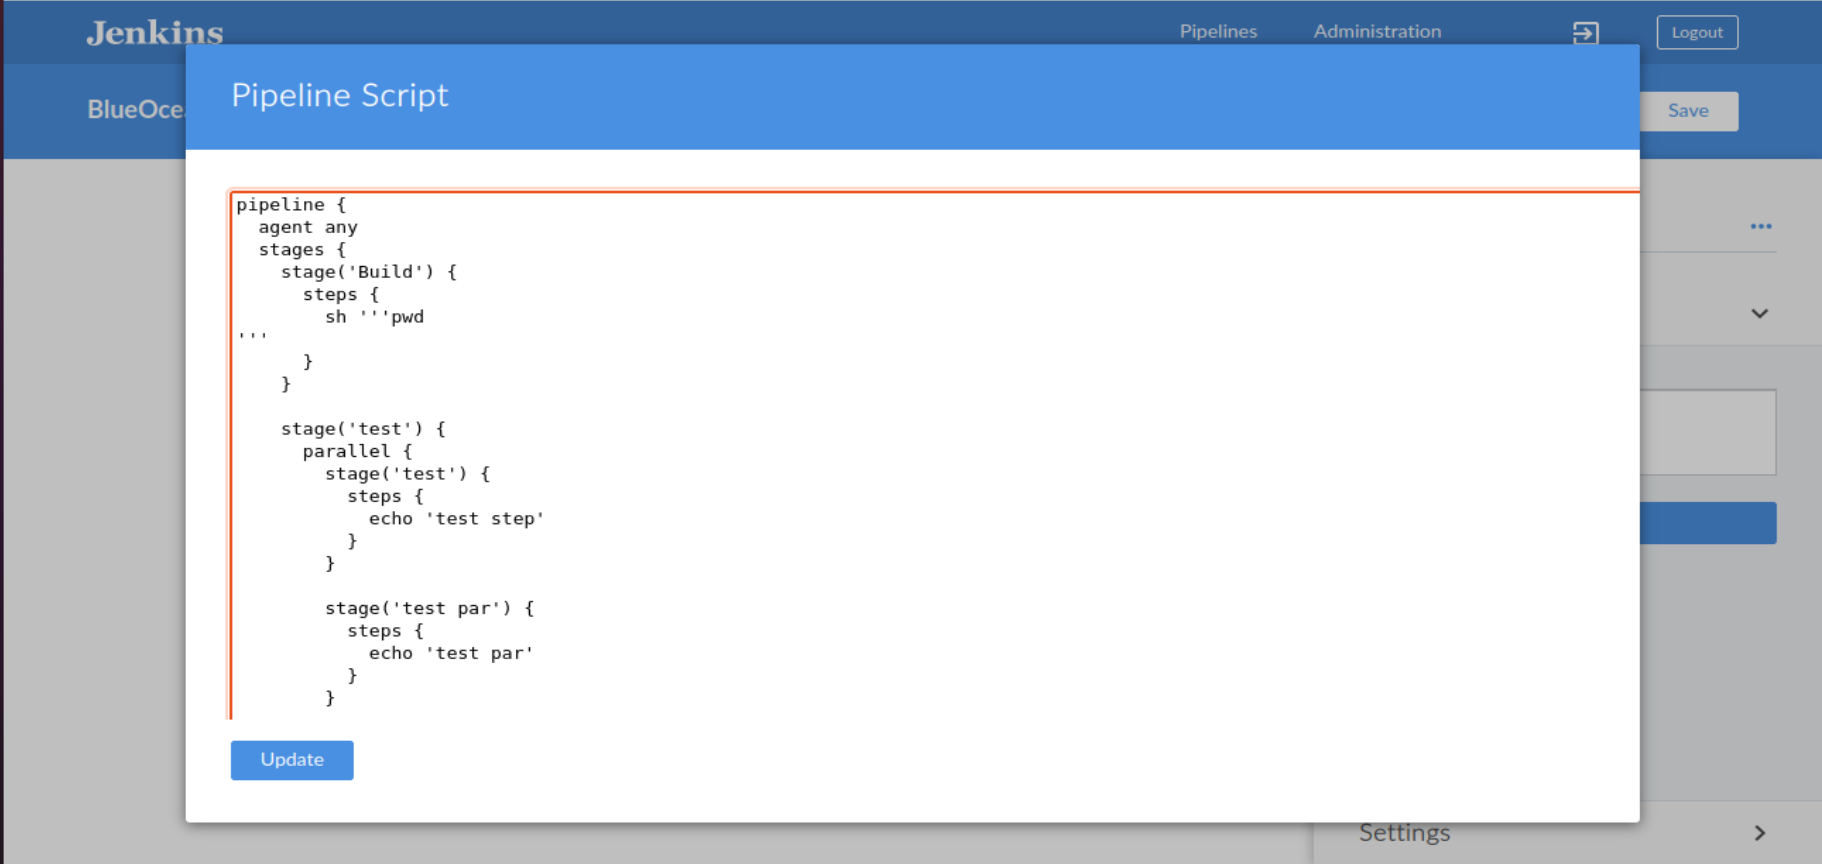 Jenkins
Pipelines
Administration
Logout
Pipeline Script
Save
pipeline {
  agent any
  stages {
    stage('Build') {
      steps {
        sh '''pwd
'''
      }
    }

    stage('test') {
      parallel {
        stage('test') {
          steps {
            echo 'test step'
          }
        }

        stage('test par') {
          steps {
            echo 'test par'
          }
        }
Update
Settings